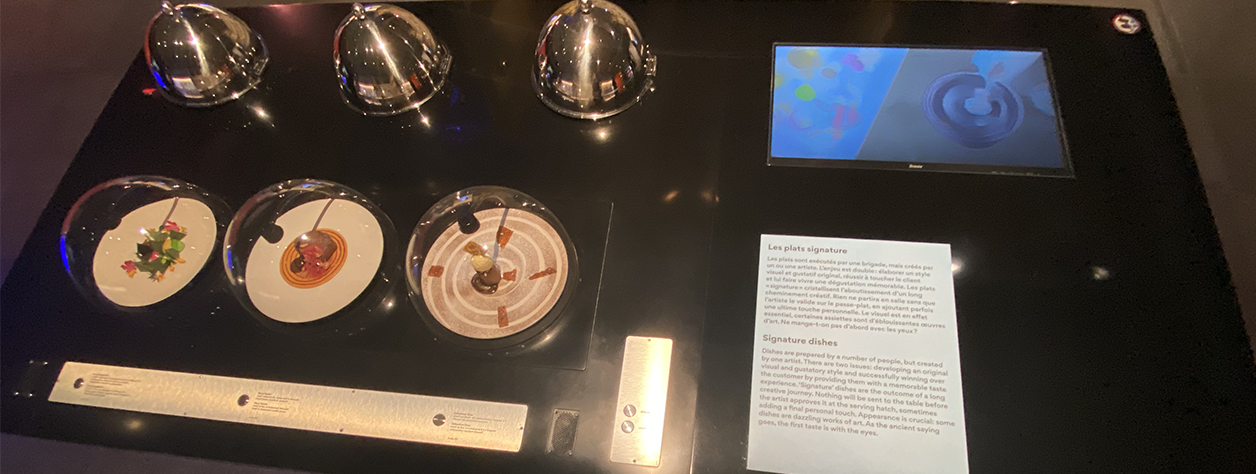 Les plats signature
Les plats sont exécutés par une brigade, mais créés par
un ou une artiste. L'enjeu est double : élaborer un style
visuel et gustatif original, réussir à toucher le client
et lui faire vivre une dégustation mémorable. Les plats
« signature » cristallisent l'aboutissement d'un long
cheminement créatif. Rien ne partira en salle sans que
l'artiste le valide sur le passe-plat, en ajoutant parfois
une ultime touche personnelle. Le visuel est en effet
essentiel, certaines assiettes sont d'éblouissantes œuvres
d'art. Ne mange-t-on pas d'abord avec les yeux ?
Signature dishes
Dishes are prepared by a number of people, but created
by one artist. There are two issues: developing an original
visual and gustatory style and successfully winning over
the customer by providing them with a memorable taste
experience. 'Signature' dishes are the outcome of a long
creative journey. Nothing will be sent to the table before
the artist approves it at the serving hatch, sometimes
adding a final personal touch. Appearance is crucial: some
dishes are dazzling works of art. As the ancient saying
goes, the first taste is with the eyes.